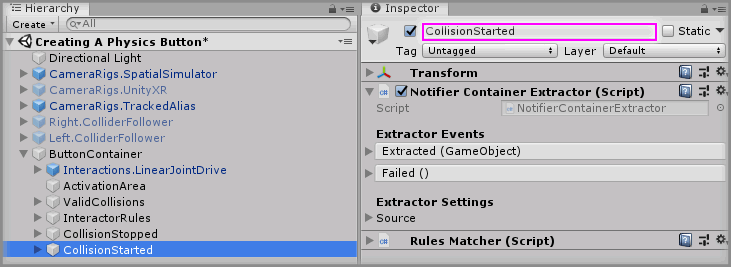 Hierarchy
Create
All
Creating A Physics Button*
Directional Light
CameraRigs.SpatialSimulator
CameraRigs.UnityXR
CameraRigs.TrackedAlias
Right.ColliderFollower
Left.ColliderFollower
ButtonContainer
Interactions.LinearJointDrive
ActivationArea
ValidCollisions
InteractorRules
CollisionStopped
CollisionStarted
Inspector
CollisionStarted Static
Tag Untagged Layer Default
Transform
Notifier Container Extractor (Script)
Script NotifierContainerExtractor
Extractor Events
Extracted (GameObject)
Failed ()
Extractor Settings
Source
Rules Matcher (Script)